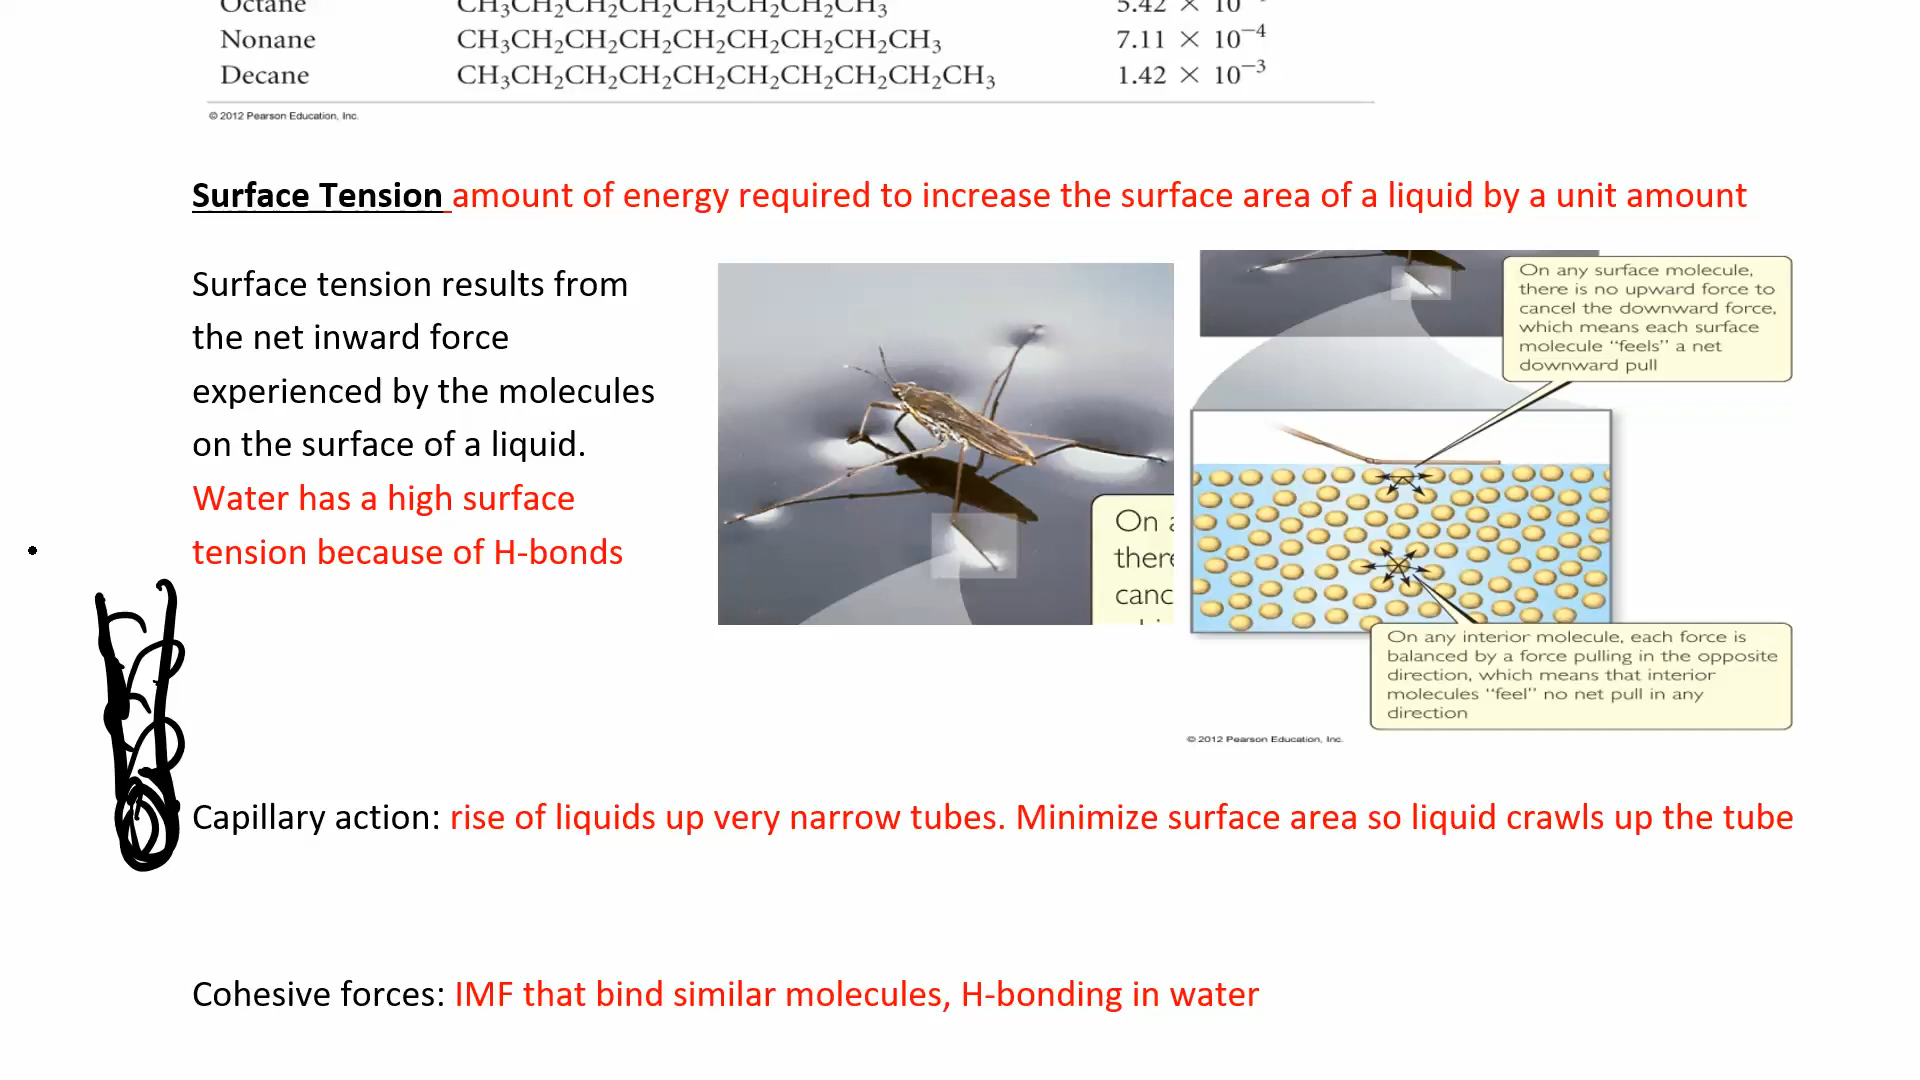 Octane CH₃CH₂CH₂CH₂CH₂CH₂CH₂CH₃ 5.42 × 10
Nonane CH₃CH₂CH₂CH₂CH₂CH₂CH₂CH₂CH₃ 7.11 × 10⁻⁴
Decane CH₃CH₂CH₂CH₂CH₂CH₂CH₂CH₂CH₂CH₃ 1.42 × 10⁻³
© 2012 Pearson Education, Inc.
Surface Tension amount of energy required to increase the surface area of a liquid by a unit amount
Surface tension results from
the net inward force
experienced by the molecules
on the surface of a liquid.
Water has a high surface
tension because of H-bonds
On a
there
canc
On any surface molecule,
there is no upward force to
cancel the downward force,
which means each surface
molecule “feels” a net
downward pull
On any interior molecule, each force is
balanced by a force pulling in the opposite
direction, which means that interior
molecules “feel” no net pull in any
direction
© 2012 Pearson Education, Inc.
Capillary action: rise of liquids up very narrow tubes. Minimize surface area so liquid crawls up the tube
Cohesive forces: IMF that bind similar molecules, H-bonding in water